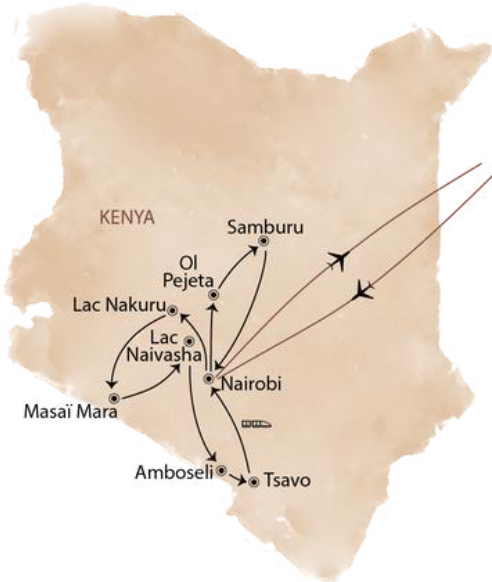 KENYA
Samburu
Ol
Pejeta
Lac Nakuru
Lac
Naivasha
Nairobi
Masaï Mara
Amboseli
Tsavo